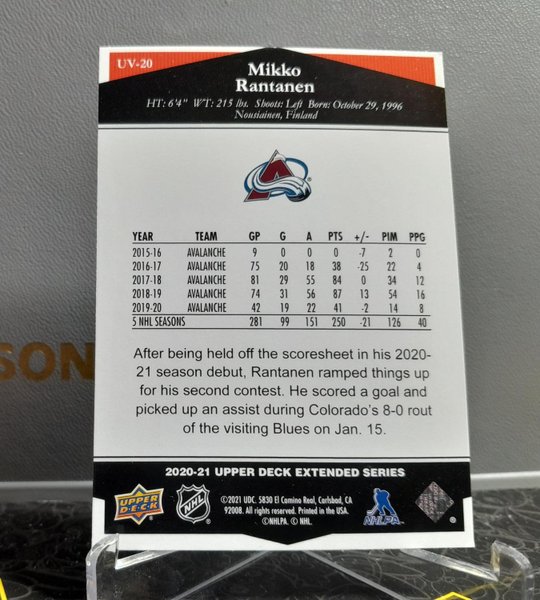 UV-20
Mikko
Rantanen
HT: 6'4" WT: 215 lbs. Shoots: Left Born: October 29, 1996
Nousiainen, Finland
YEAR TEAM GP G A PTS +/- PIM PPG
2015-16 AVALANCHE 9 0 0 0 -7 2 0
2016-17 AVALANCHE 75 20 18 38 -25 22 4
2017-18 AVALANCHE 81 29 55 84 0 34 12
2018-19 AVALANCHE 74 31 56 87 13 54 16
2019-20 AVALANCHE 42 19 22 41 -2 14 8
5 NHL SEASONS 281 99 151 250 -21 126 40
SON
After being held off the scoresheet in his 2020-
21 season debut, Rantanen ramped things up
for his second contest. He scored a goal and
picked up an assist during Colorado's 8-0 rout
of the visiting Blues on Jan. 15.
2020-21 UPPER DECK EXTENDED SERIES
UPPER
DECK
NHL
©2021 UDC. 5830 El Camino Real, Carlsbad, CA
92008. All rights reserved. Printed in the USA.
©NHLPA. © NHL.
NHLPA